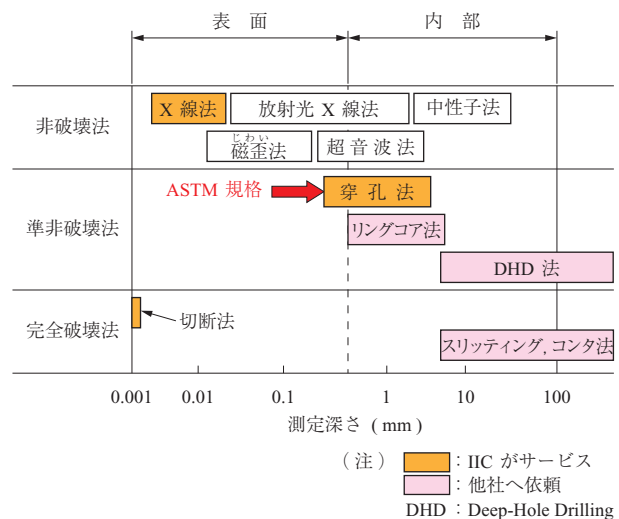 表面
内部
非破壊法
X 線法
放射光 X 線法
中性子法
じわい
磁歪法
超音波法
ASTM 規格
穿孔法
準非破壊法
リングコア法
DHD 法
切断法
完全破壊法
スリッティング, コンタ法
0.001 0.01 0.1 1 10 100
測定深さ ( mm )
( 注 ) : IIC がサービス
: 他社へ依頼
DHD : Deep-Hole Drilling